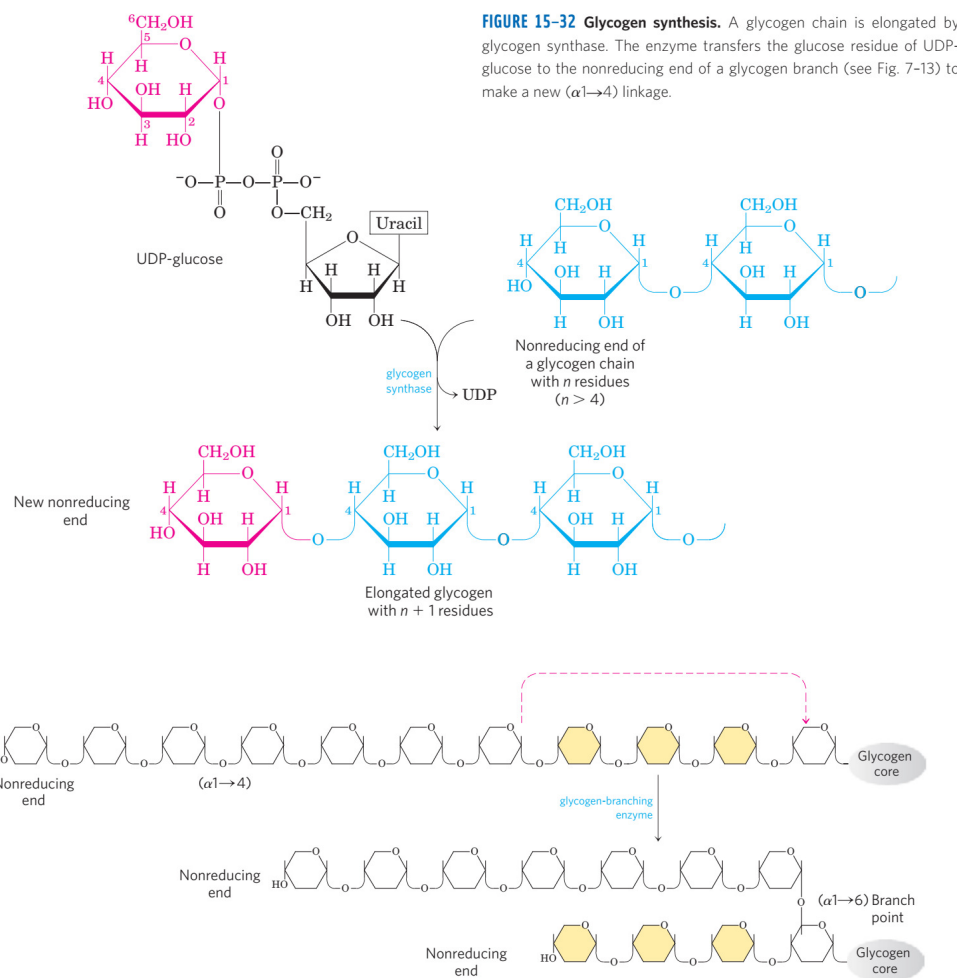 FIGURE 15–32 Glycogen synthesis. A glycogen chain is elongated by
glycogen synthase. The enzyme transfers the glucose residue of UDP-
glucose to the nonreducing end of a glycogen branch (see Fig. 7-13) to
make a new (α1→4) linkage.
6CH2OH
5
O
H
H
H
4
1
OH H
HO
O
3
2
H HO
O O
−O—P—O—P—O−
O O—CH2
Uracil
O
UDP-glucose
H H
H H
OH OH
CH2OH CH2OH
O O
H H H H
H H
4 1 4 1
OH H OH H
HO O O
H OH H OH
Nonreducing end of
a glycogen chain
with n residues
(n > 4)
glycogen
synthase
UDP
CH2OH CH2OH CH2OH
O O O
H H H H H H
H H H
4 1 4 1 4 1
New nonreducing
end
OH H OH H OH H
HO O O O
H OH H OH H OH
Elongated glycogen
with n + 1 residues
O O O O O O O O O O O
O O O O O O O O O O O
Glycogen
core
Nonreducing
end
(α1→4)
glycogen-branching
enzyme
O O O O O O O
Nonreducing
end
HO O O O O O O
O
(α1→6) Branch
point
O O O O
Nonreducing
end
HO O O O
Glycogen
core